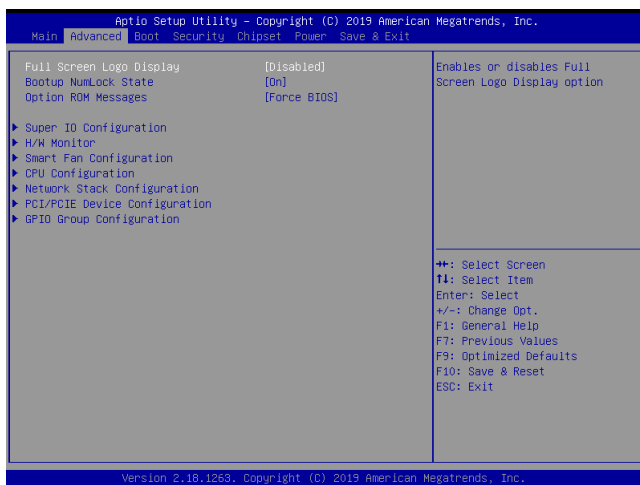 Aptio Setup Utility – Copyright (C) 2019 American Megatrends, Inc.
Main Advanced Boot Security Chipset Power Save & Exit
Full Screen Logo Display [Disabled]
Bootup NumLock State [On]
Option ROM Messages [Force BIOS]
Super IO Configuration
H/W Monitor
Smart Fan Configuration
CPU Configuration
Network Stack Configuration
PCI/PCIE Device Configuration
GPIO Group Configuration
Enables or disables Full
Screen Logo Display option
→←: Select Screen
↑↓: Select Item
Enter: Select
+/-: Change Opt.
F1: General Help
F7: Previous Values
F9: Optimized Defaults
F10: Save & Reset
ESC: Exit
Version 2.18.1263. Copyright (C) 2019 American Megatrends, Inc.